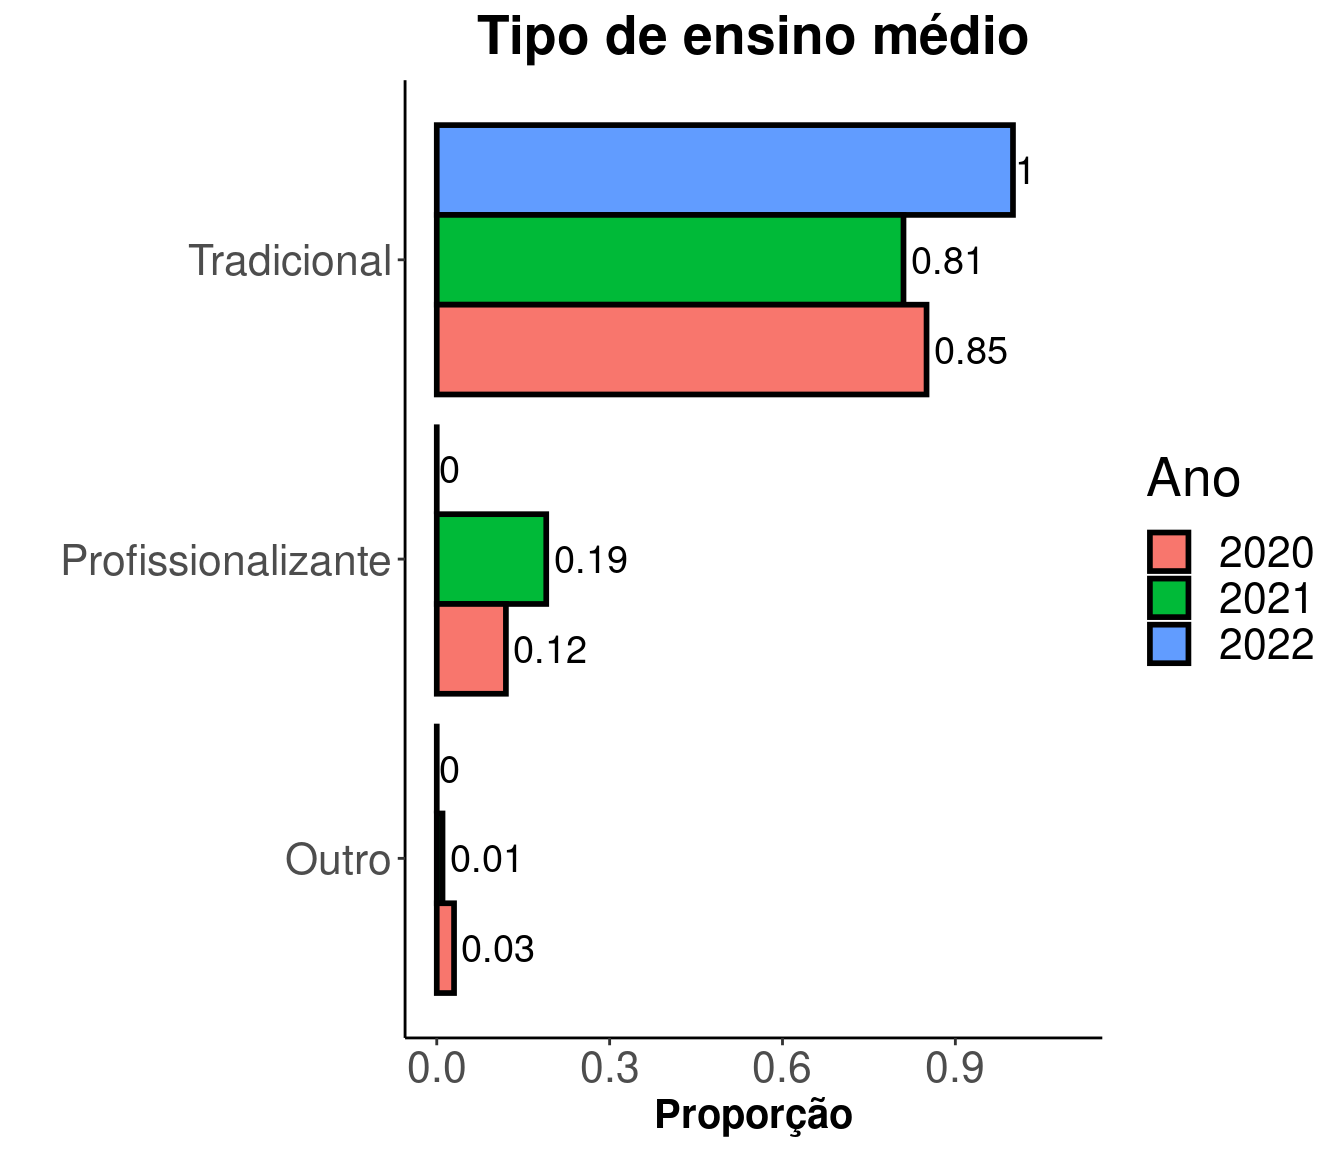 Tipo de ensino médio
Tradicional
1
0.81
0.85
Profissionalizante
0
0.19
0.12
Outro
0
0.01
0.03
0.0 0.3 0.6 0.9
Proporção
Ano
2020
2021
2022